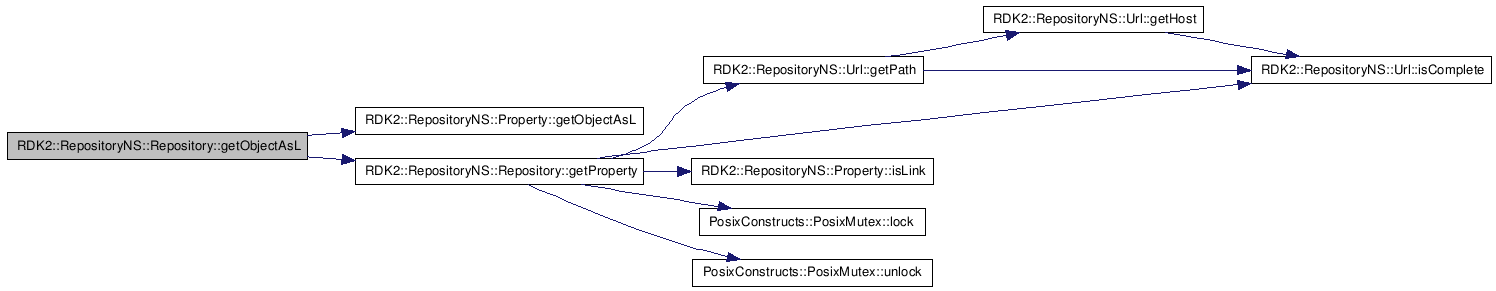 RDK2::RepositoryNS::Url::getHost
RDK2::RepositoryNS::Url::getPath
RDK2::RepositoryNS::Url::isComplete
RDK2::RepositoryNS::Property::getObjectAsL
RDK2::RepositoryNS::Repository::getObjectAsL
RDK2::RepositoryNS::Repository::getProperty
RDK2::RepositoryNS::Property::isLink
PosixConstructs::PosixMutex::lock
PosixConstructs::PosixMutex::unlock